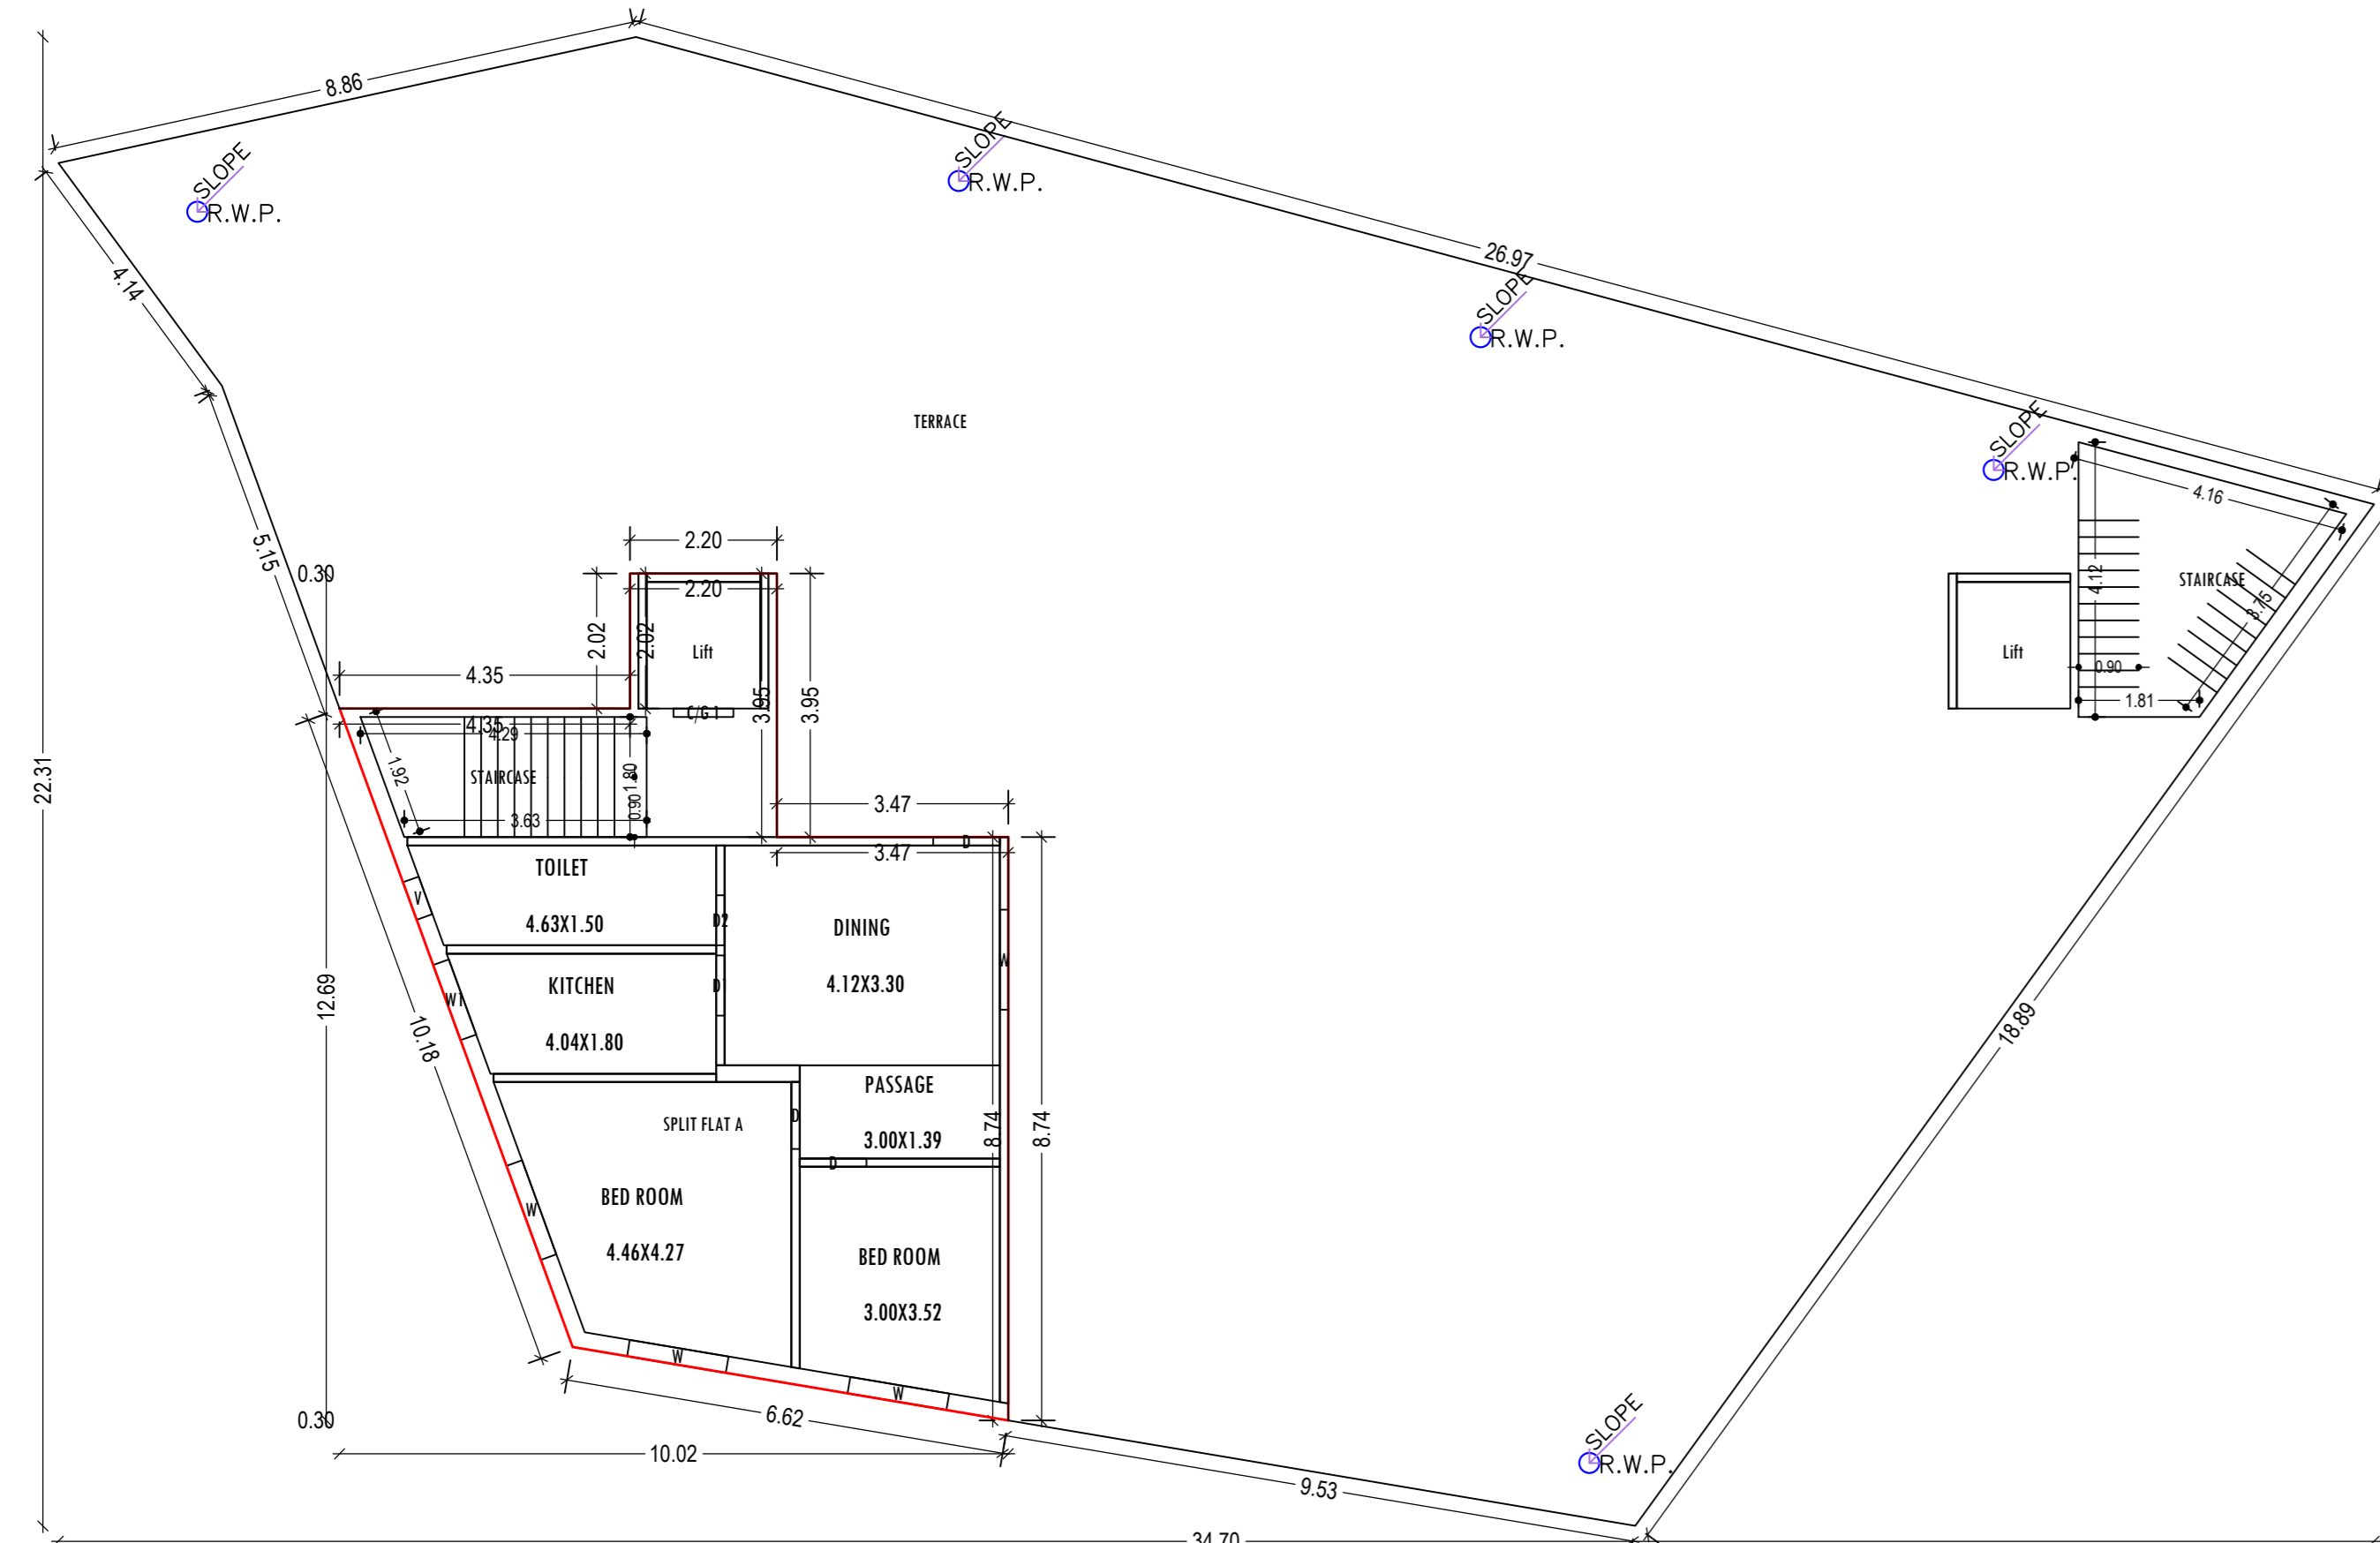 8.86
SLOPE
R.W.P.
SLOPE
R.W.P.
26.97
SLOPE
R.W.P.
4.14
SLOPE
R.W.P.
4.16
TERRACE
5.15
0.30
2.20
2.20
2.02
2.02
Lift
4.35
3.95
3.95
C/G 1
4.12
STAIRCASE
3.75
Lift
0.90
1.81
4.35
4.29
1.92
STAIRCASE
1.80
0.90
3.63
22.31
3.47
3.47
D
TOILET
4.63X1.50
V
D2
DINING
4.12X3.30
W
KITCHEN
4.04X1.80
W1
D1
12.69
10.18
18.89
PASSAGE
3.00X1.39
8.74
8.74
SPLIT FLAT A
D
D
BED ROOM
4.46X4.27
W
BED ROOM
3.00X3.52
W
W
0.30
6.62
10.02
SLOPE
R.W.P.
9.53
34.70